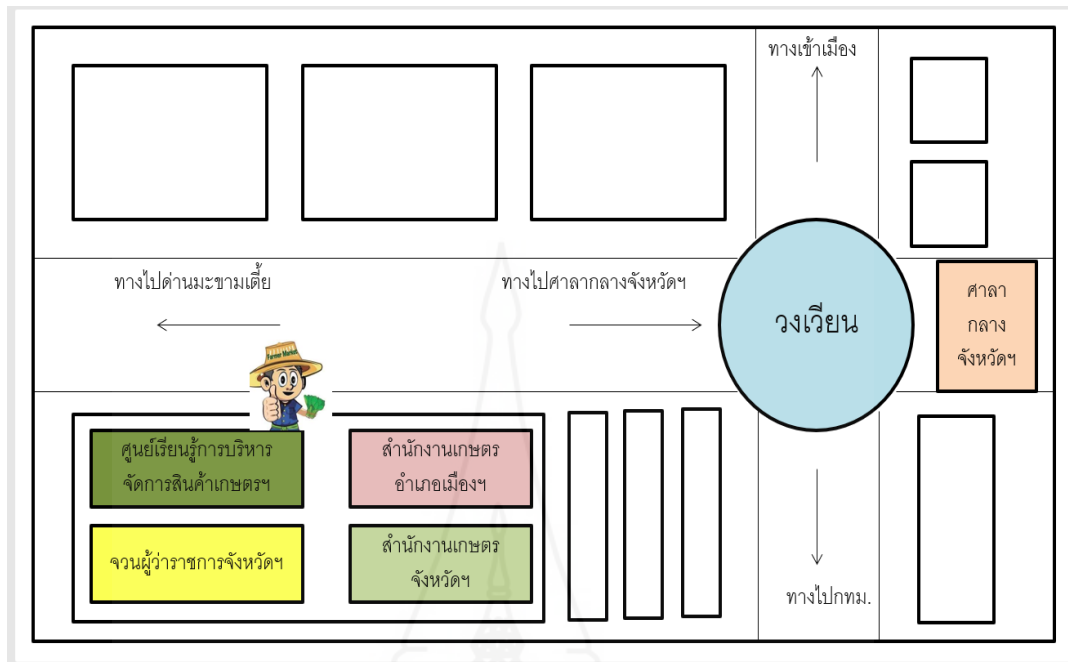 ทางเข้าเมือง
ทางไปด่านมะขามเตี้ย
ทางไปศาลากลางจังหวัดฯ
วงเวียน
ศาลา
กลาง
จังหวัดฯ
Farmer Market
ศูนย์เรียนรู้การบริหาร
จัดการสินค้าเกษตรฯ
สำนักงานเกษตร
อำเภอเมืองฯ
จวนผู้ว่าราชการจังหวัดฯ
สำนักงานเกษตร
จังหวัดฯ
ทางไปกทม.